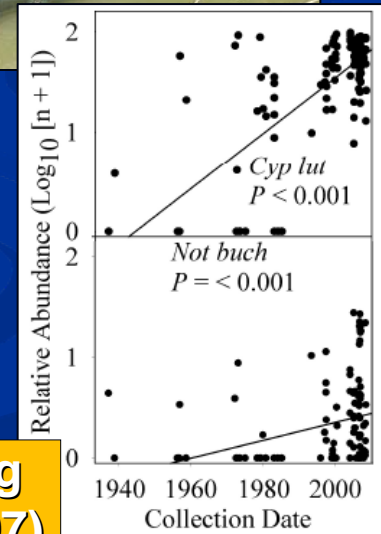 Relative Abundance (Log10 [n + 1])
2
1
0
Cyp lut
P < 0.001
2
1
0
Not buch
P = < 0.001
1940 1960 1980 2000
Collection Date
g
07)